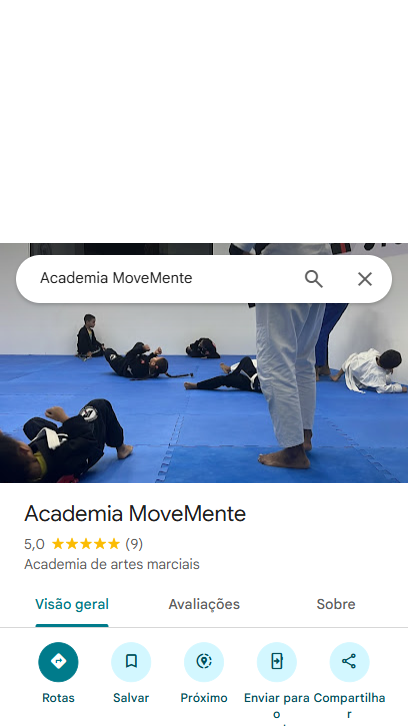 Academia MoveMente
Academia MoveMente
5,0 ★★★★★ (9)
Academia de artes marciais
Visão geral Avaliações Sobre
Rotas Salvar Próximo Enviar para Compartilha
o r